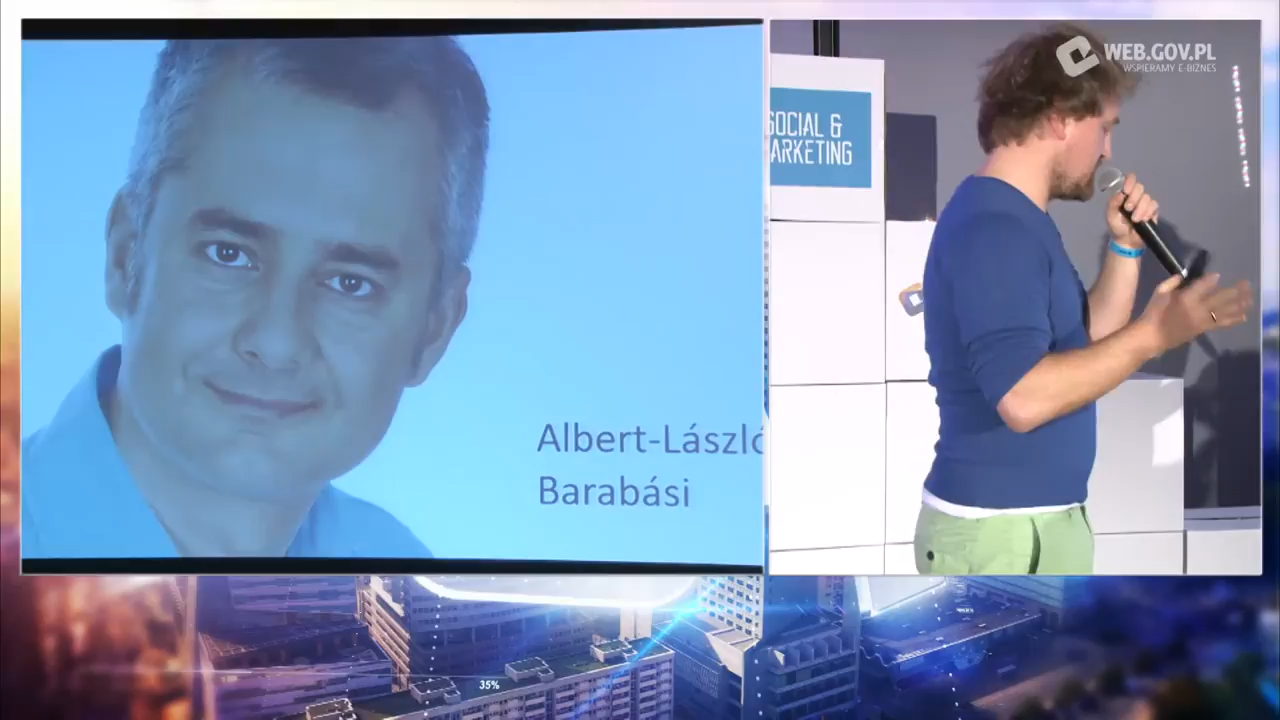 Albert-László
Barabási
SOCIAL &
MARKETING
WEB.GOV.PL
WSPIERAMY E-BIZNES
35%